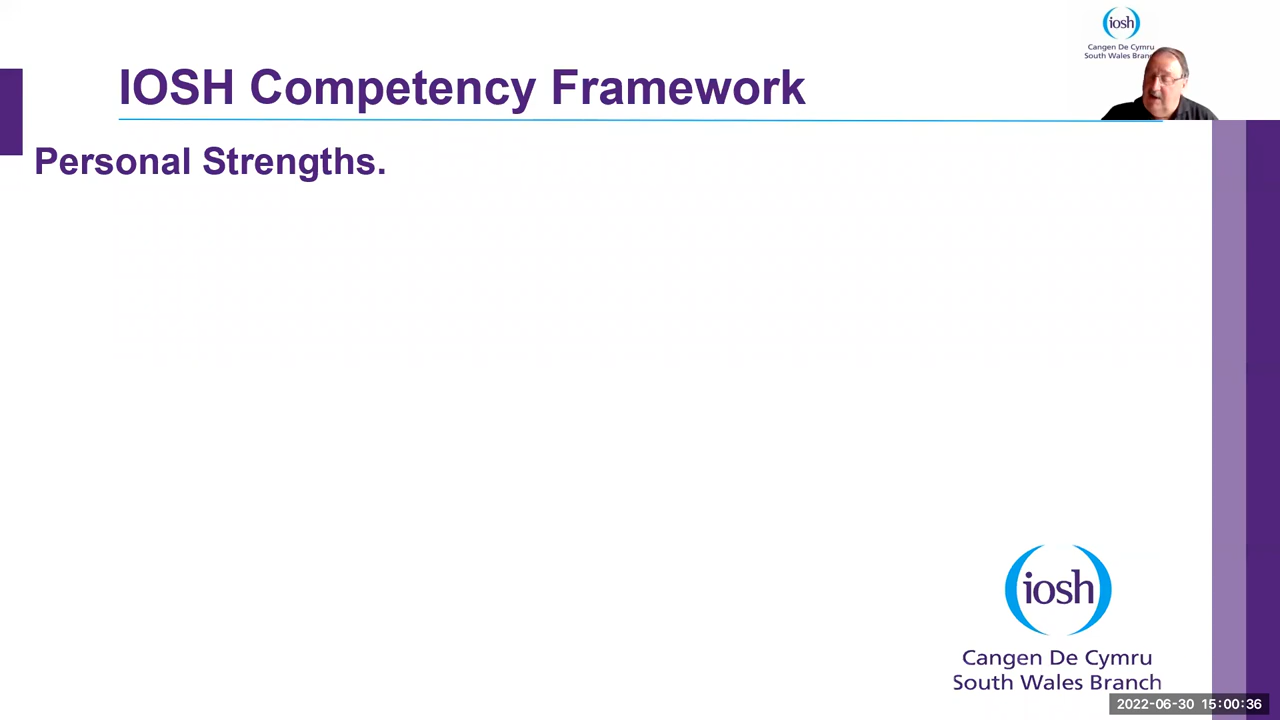 iosh
Cangen De Cymru
South Wales Bran
IOSH Competency Framework
Personal Strengths.
iosh
Cangen De Cymru
South Wales Branch
2022-06-30 15:00:36